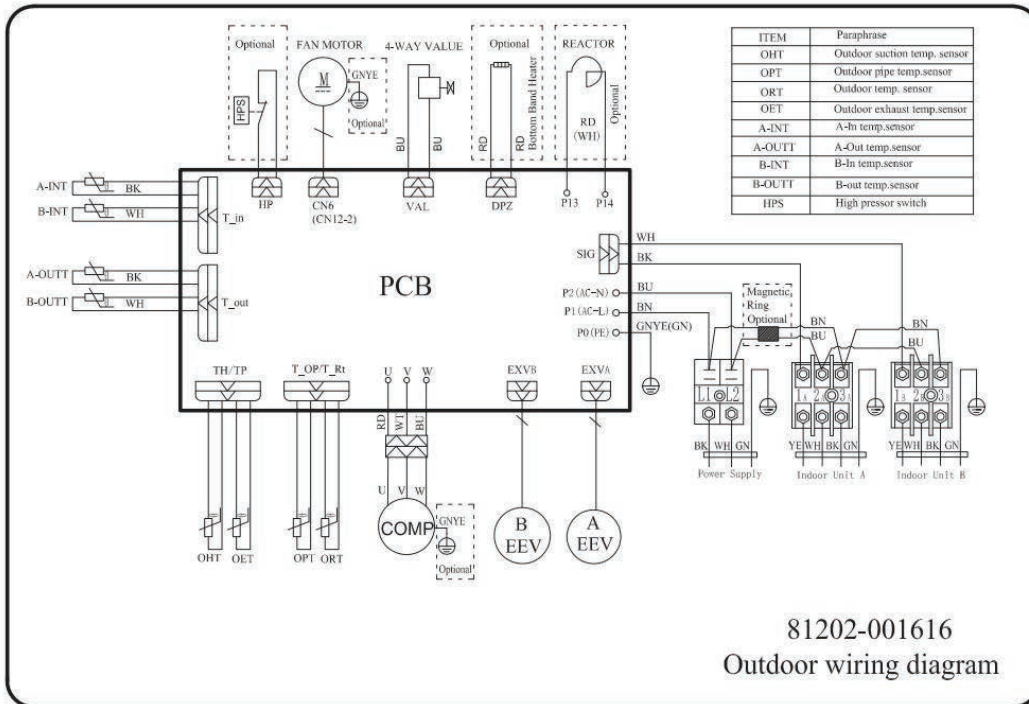 Optional
FAN MOTOR
4-WAY VALUE
Optional
REACTOR
HPS
M
GNYE
Optional
BU
BU
RD
RD
Bottom Band Heater
RD
(WH)
Optional
ITEM Paraphrase
OHT Outdoor suction temp. sensor
OPT Outdoor pipe temp.sensor
ORT Outdoor temp. sensor
OET Outdoor exhaust temp.sensor
A-INT A-In temp.sensor
A-OUTT A-Out temp.sensor
B-INT B-In temp.sensor
B-OUTT B-out temp.sensor
HPS High pressor switch
A-INT BK
B-INT WH
T_in
A-OUTT BK
B-OUTT WH
T_out
HP
CN6
(CN12-2)
VAL
DPZ
P13 P14
PCB
SIG
WH
BK
P2(AC-N) BU
P1(AC-L) BN
P0(PE) GNYE(GN)
Magnetic
Ring
Optional
BN
BU
TH/TP
T_OP/T_Rt
U V W
RD WT BU
U V W
EXVB
EXVA
L1 L2
1A 2A 3A
1B 2B 3B
BK WH GN
YE WH BK GN
YE WH BK GN
Power Supply
Indoor Unit A
Indoor Unit B
OHT OET
OPT ORT
COMP
GNYE
Optional
B
EEV
A
EEV
81202-001616
Outdoor wiring diagram